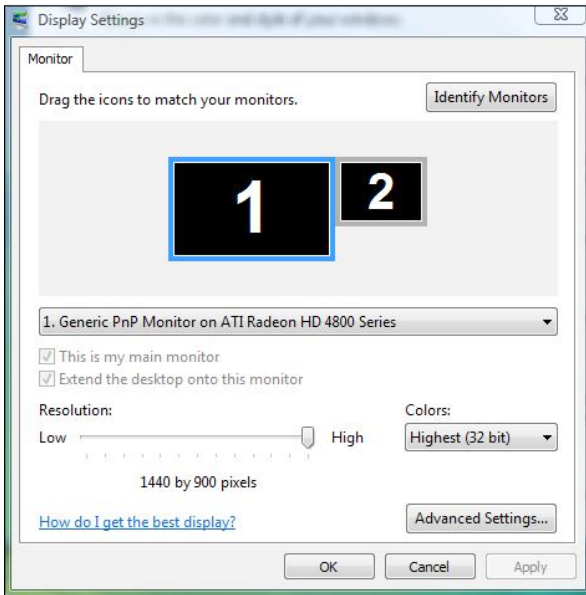 Display Settings
Monitor
Drag the icons to match your monitors.
Identify Monitors
1
2
1. Generic PnP Monitor on ATI Radeon HD 4800 Series
This is my main monitor
Extend the desktop onto this monitor
Resolution:
Colors:
Low
High
Highest (32 bit)
1440 by 900 pixels
How do I get the best display?
Advanced Settings...
OK
Cancel
Apply